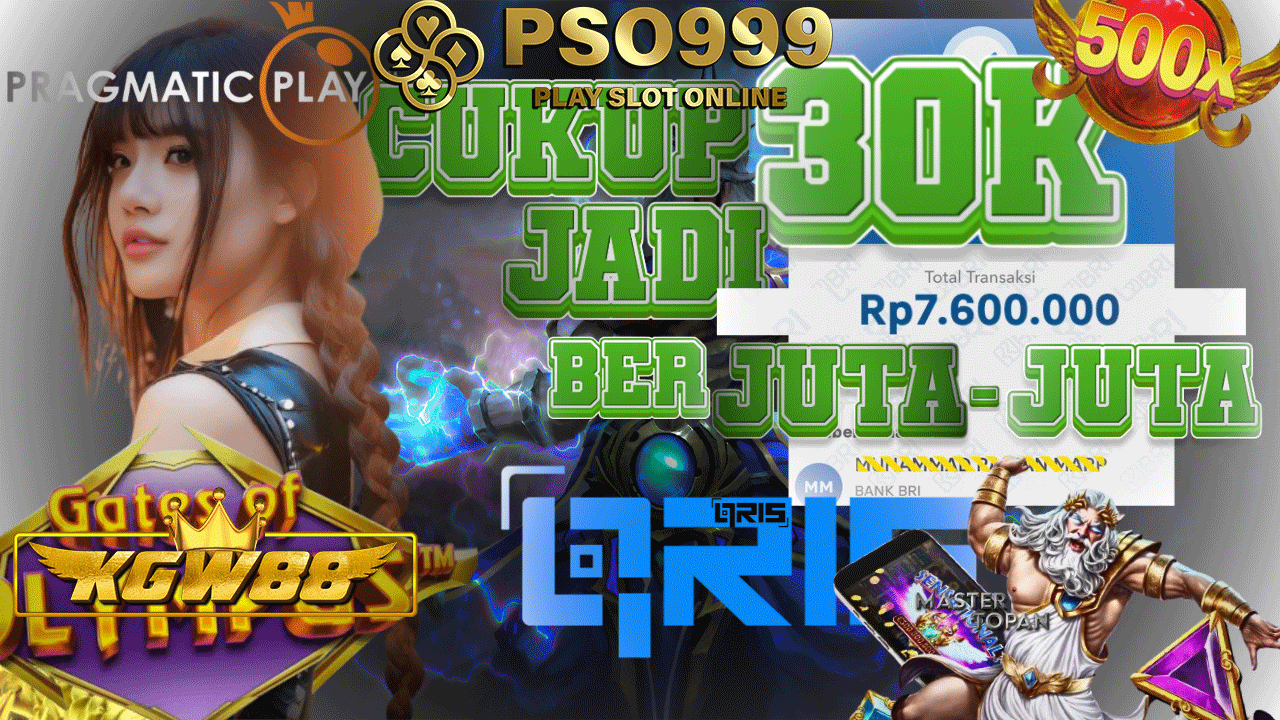 PRAGMATIC PLAY
PSO999
PLAY SLOT ONLINE
500x
CUKUP 30K
JADI
Total Transaksi
Rp7.600.000
BER JUTA-JUTA
MM
BANK BRI
Gates of
KGW88
QRIS
QRIS
MASTER
TOPAN